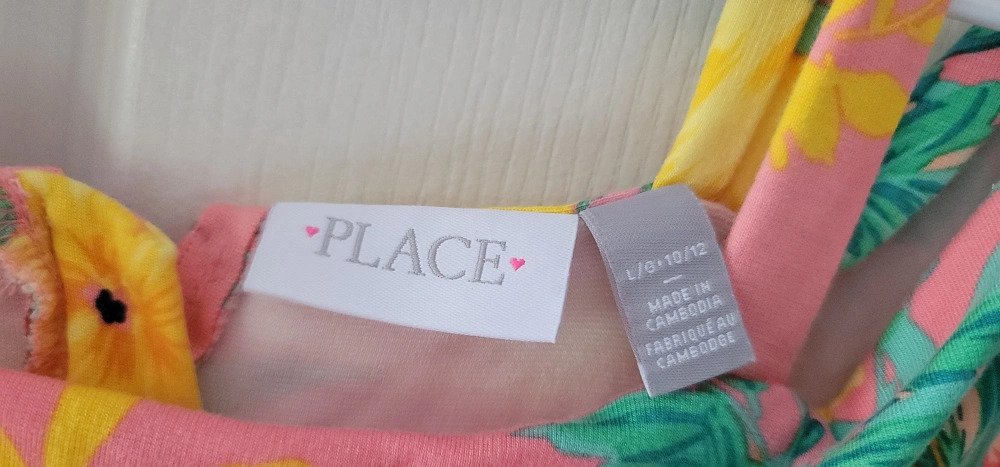 PLACE
L/G•10/12
MADE IN
CAMBODIA
FABRIQUÉ AU
CAMBODGE